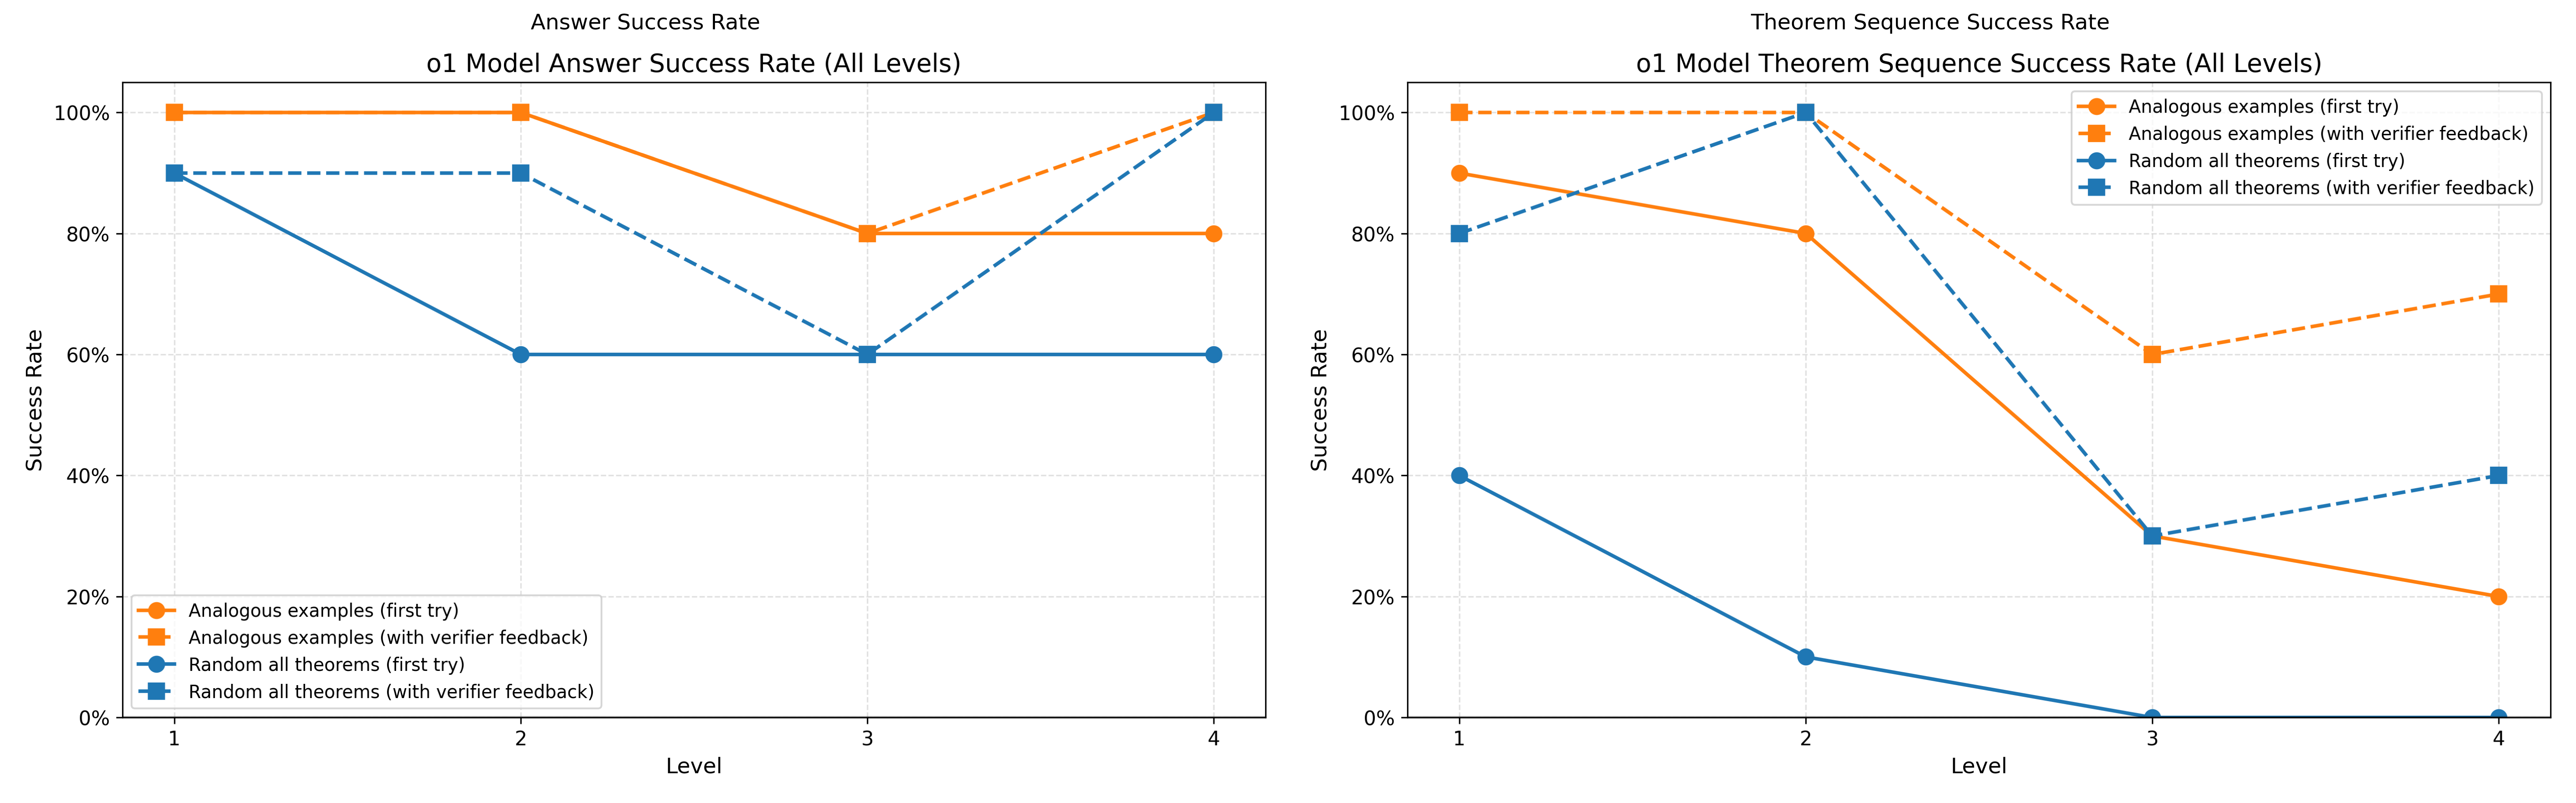 Answer Success Rate
o1 Model Answer Success Rate (All Levels)
100%
80%
60%
40%
20%
0%
Success Rate
1
2
3
4
Level
Analogous examples (first try)
Analogous examples (with verifier feedback)
Random all theorems (first try)
Random all theorems (with verifier feedback)
Theorem Sequence Success Rate
o1 Model Theorem Sequence Success Rate (All Levels)
100%
80%
60%
40%
20%
0%
Success Rate
1
2
3
4
Level
Analogous examples (first try)
Analogous examples (with verifier feedback)
Random all theorems (first try)
Random all theorems (with verifier feedback)